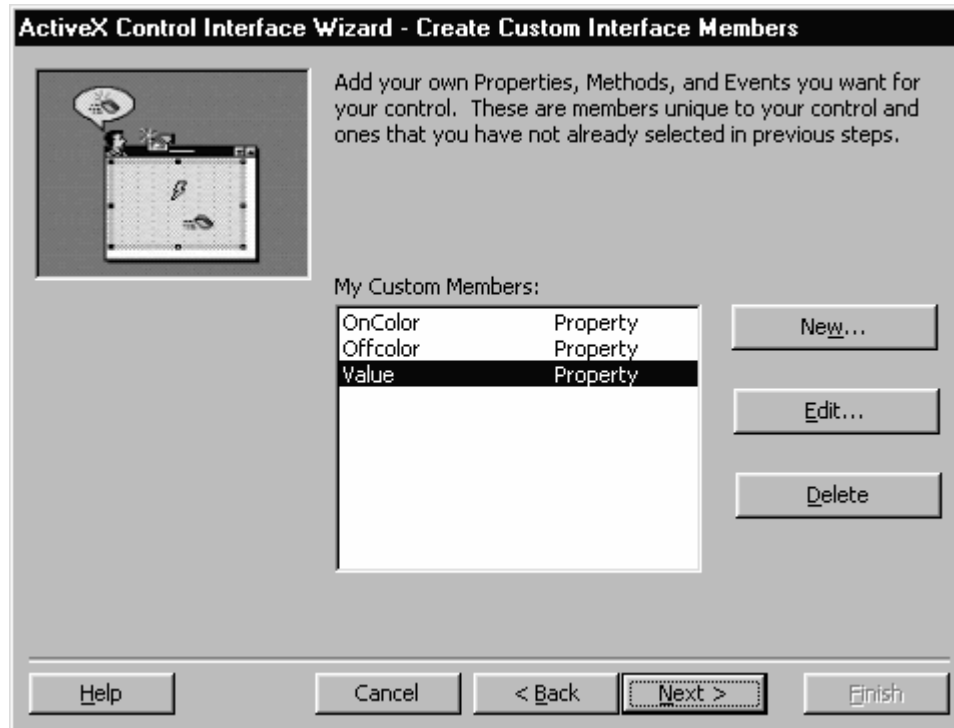 ActiveX Control Interface Wizard - Create Custom Interface Members
Add your own Properties, Methods, and Events you want for
your control. These are members unique to your control and
ones that you have not already selected in previous steps.
My Custom Members:
OnColor Property
Offcolor Property
Value Property
New...
Edit...
Delete
Help Cancel < Back Next > Finish